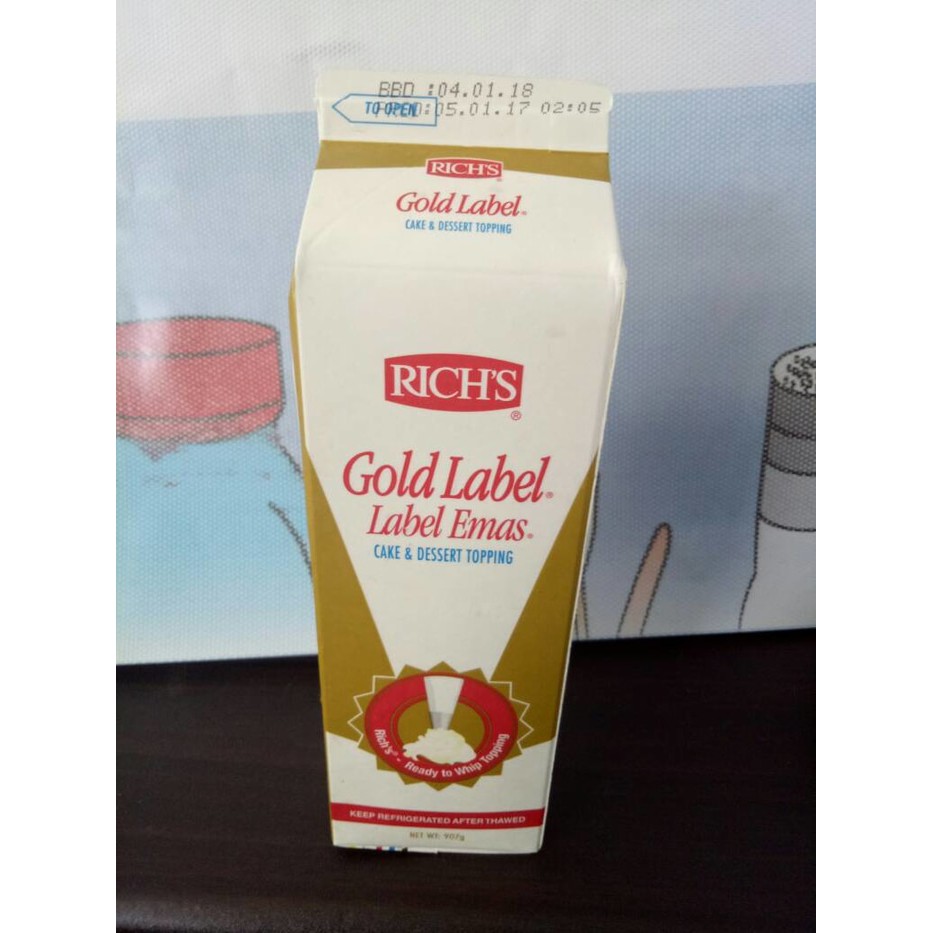 BBD :04.01.18
TO OPEN
:05.01.17 02:05
RICH'S
Gold Label®
CAKE & DESSERT TOPPING
RICH'S
®
Gold Label®
Label Emas®
CAKE & DESSERT TOPPING
Rich's® - Ready to Whip Topping
KEEP REFRIGERATED AFTER THAWED
NET WT: 907g